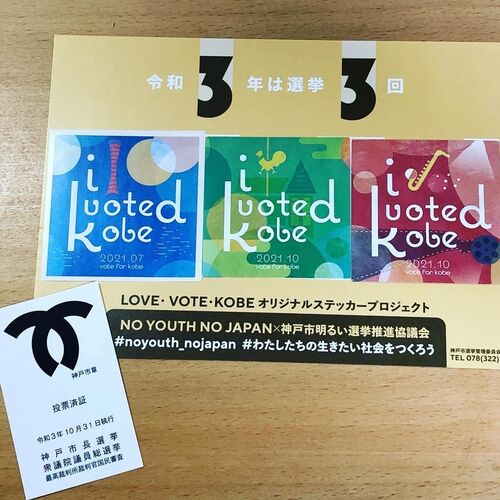 令和3年は選挙3回
i voted kobe
2021.07
vote for kobe
i voted kobe
2021.10
vote for kobe
i voted kobe
2021.10
vote for kobe
LOVE・VOTE・KOBE オリジナルステッカープロジェクト
NO YOUTH NO JAPAN×神戸市明るい選挙推進協議会
#noyouth_nojapan #わたしたちの生きたい社会をつくろう
神戸市選挙管理委員会
TEL 078(322)
神戸市章
投票済証
令和3年10月31日執行
神戸市長選挙
衆議院議員総選挙
最高裁判所裁判官国民審査